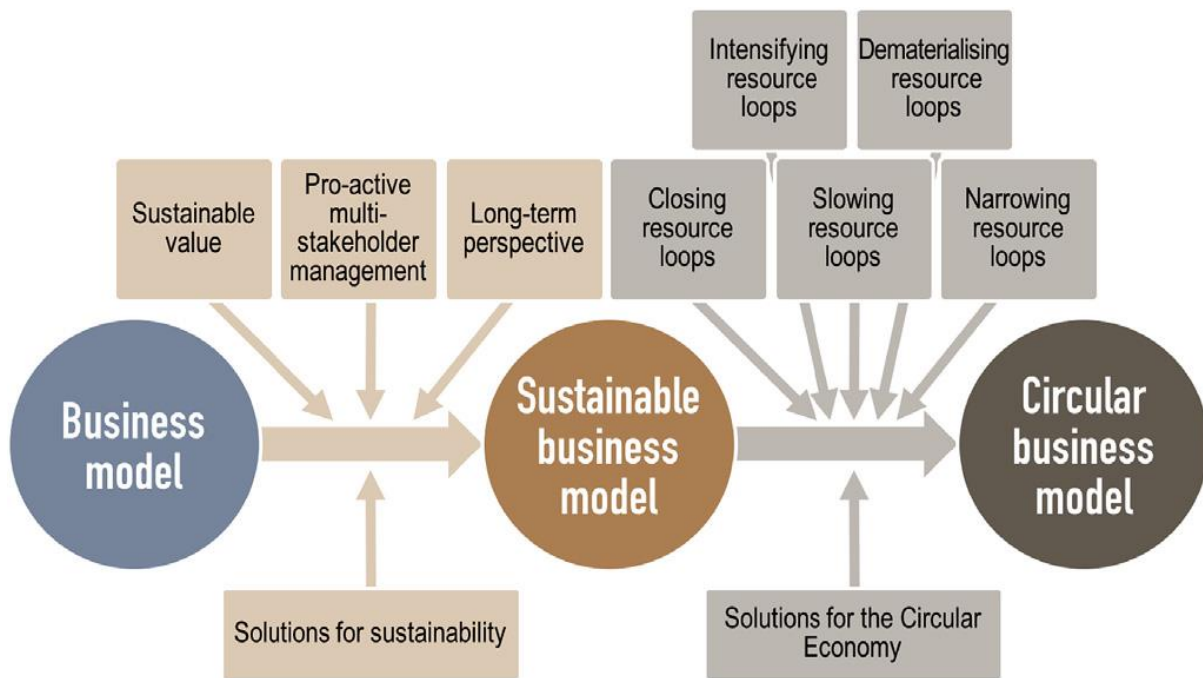 Intensifying
resource
loops
Dematerialising
resource
loops
Sustainable
value
Pro-active
multi-
stakeholder
management
Long-term
perspective
Closing
resource
loops
Slowing
resource
loops
Narrowing
resource
loops
Business
model
Sustainable
business
model
Circular
business
model
Solutions for sustainability
Solutions for the Circular
Economy